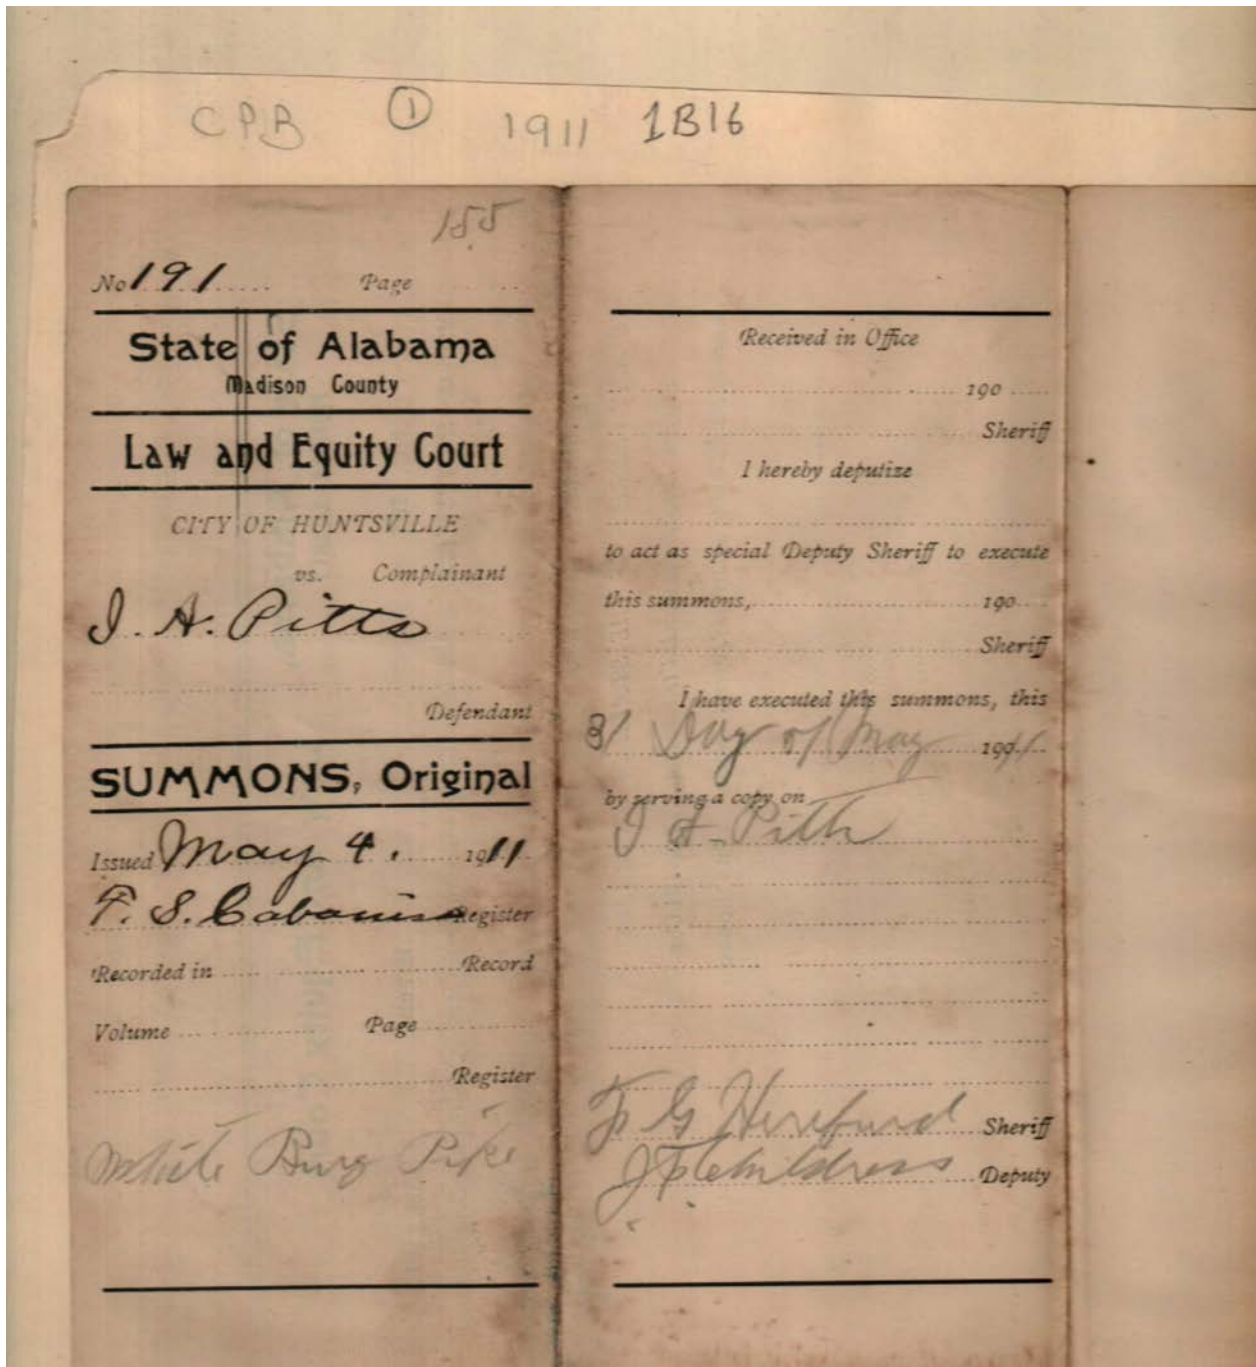 CPB ① 1911 1B16
155
No 191 Page
State of Alabama
Madison County
Law and Equity Court
CITY OF HUNTSVILLE
vs. Complainant
I. A. Pitts
Defendant
SUMMONS, Original
Issued May 4. 1911
F. S. Cabaniss Register
Recorded in Record
Volume Page
Register
White Burg Pike
Received in Office
190
Sheriff
I hereby deputize
to act as special Deputy Sheriff to execute
this summons, 190
Sheriff
I have executed this summons, this
31 Day of May 1911
by serving a copy on
I A Pitts
F G Hereford Sheriff
J P Childress Deputy